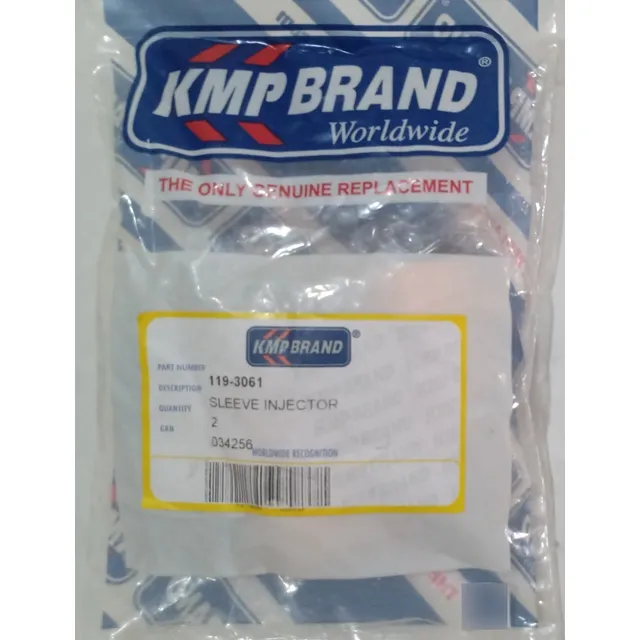 KMP BRAND®
Worldwide
THE ONLY GENUINE REPLACEMENT
KMP BRAND®
PART NUMBER 119-3061
DESCRIPTION SLEEVE INJECTOR
QUANTITY 2
GRN 034256
WORLDWIDE RECOGNITION